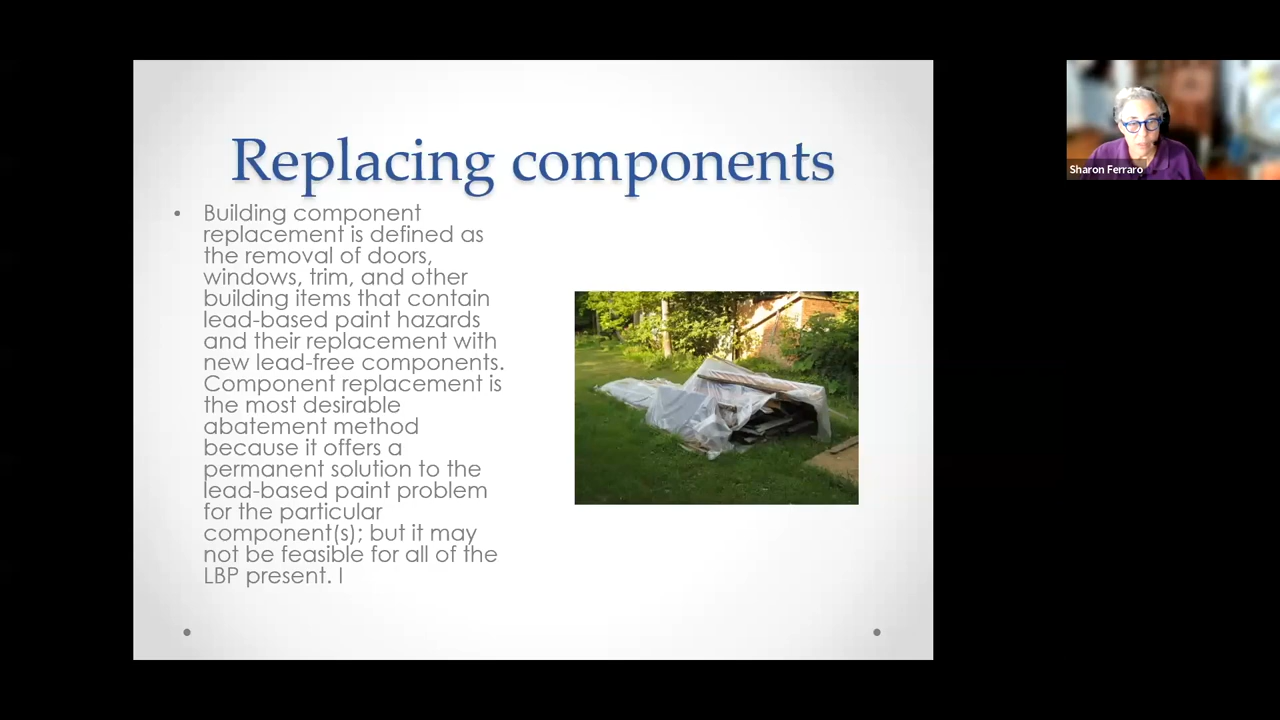 Replacing components
• Building component
replacement is defined as
the removal of doors,
windows, trim, and other
building items that contain
lead-based paint hazards
and their replacement with
new lead-free components.
Component replacement is
the most desirable
abatement method
because it offers a
permanent solution to the
lead-based paint problem
for the particular
component(s); but it may
not be feasible for all of the
LBP present. I
Sharon Ferraro